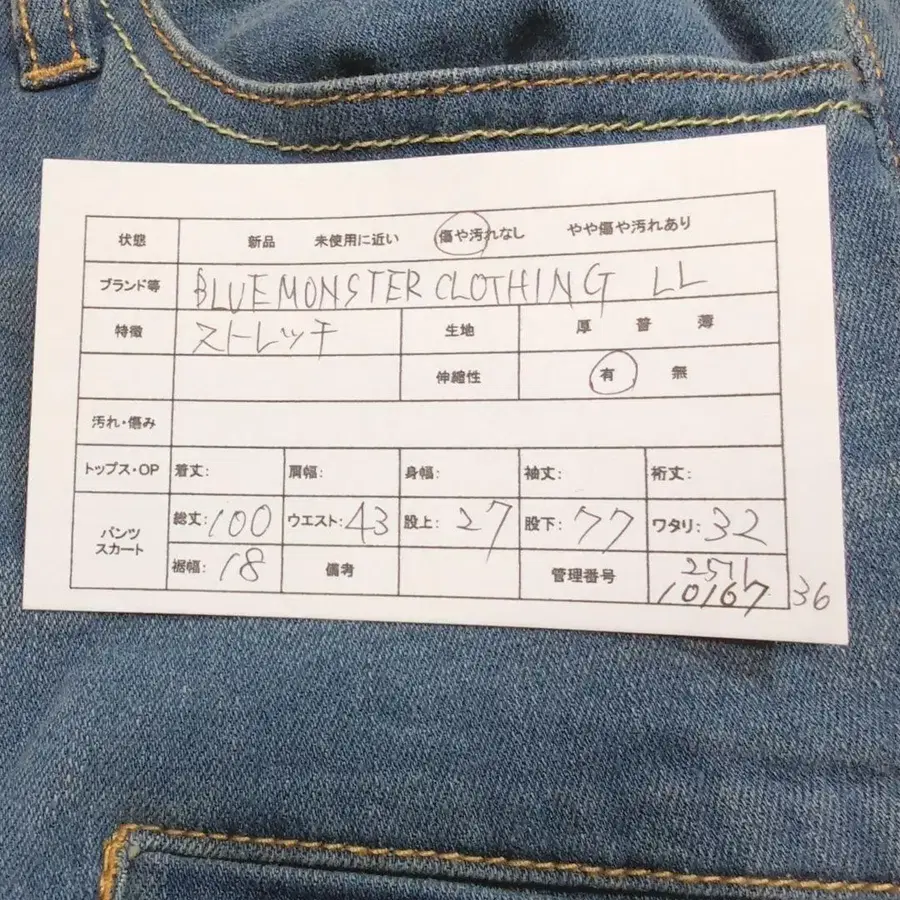 状態 新品 未使用に近い 傷や汚れなし やや傷や汚れあり
ブランド等 BLUEMONSTER CLOTHING LL
特徴 ストレッチ 生地 厚 普 薄
伸縮性 有 無
汚れ・傷み
トップス・OP 着丈: 肩幅: 身幅: 袖丈: 裄丈:
パンツ スカート 総丈: 100 ウエスト: 43 股上: 27 股下: 77 ワタリ: 32
裾幅: 18 備考 管理番号 2511
10167 36